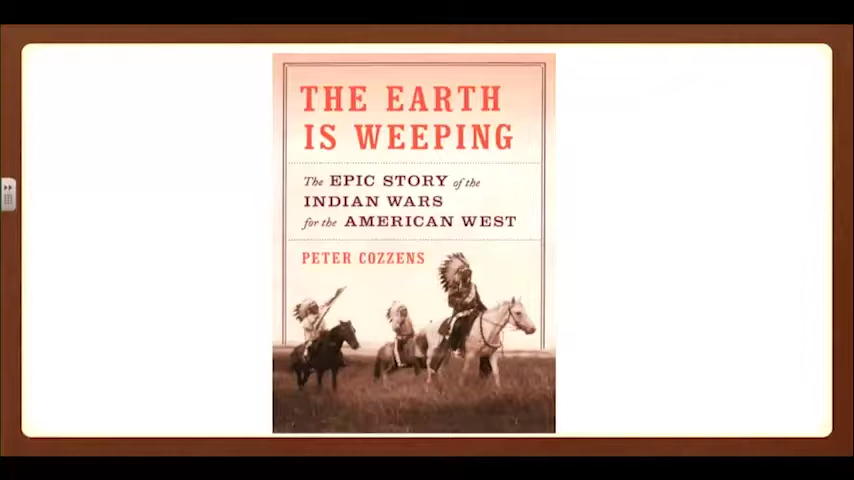 THE EARTH
IS WEEPING
The EPIC STORY of the
INDIAN WARS
for the AMERICAN WEST
PETER COZZENS